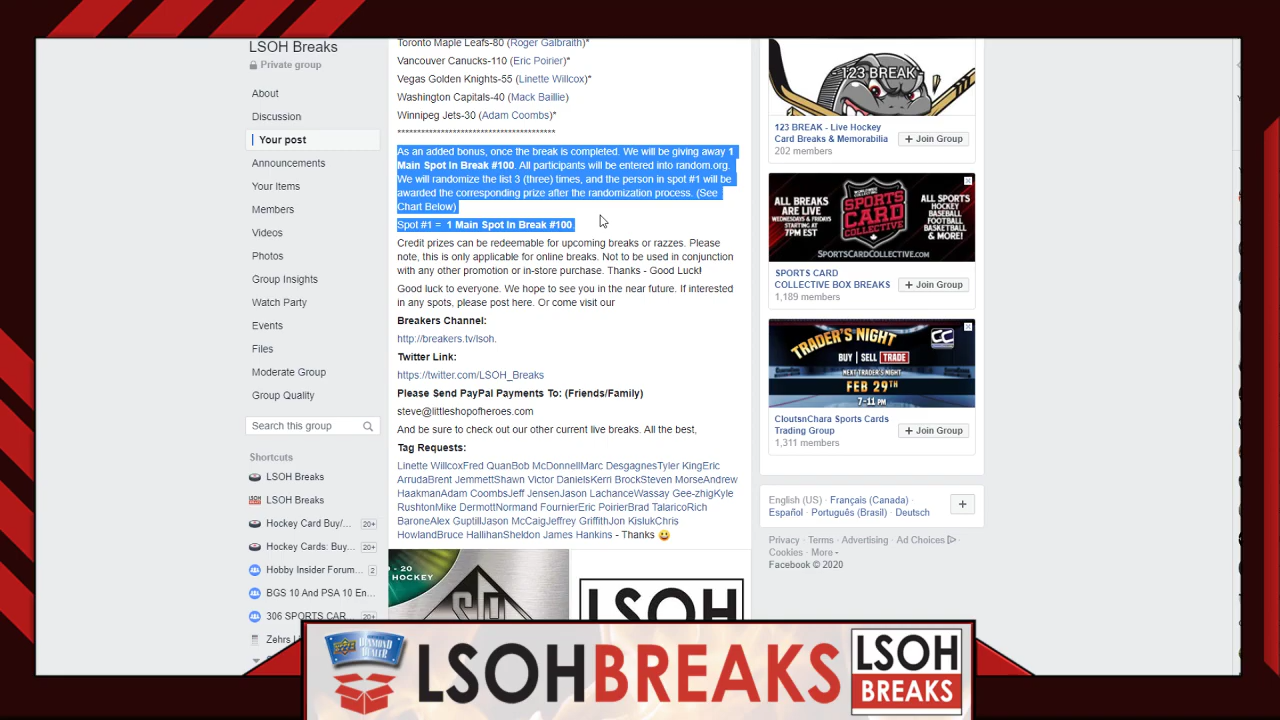 LSOH Breaks
Private group
About
Discussion
Your post
Announcements
Your Items
Members
Videos
Photos
Group Insights
Watch Party
Events
Files
Moderate Group
Group Quality
Search this group
Shortcuts
LSOH Breaks
LSOH Breaks
Hockey Card Buy/... 20+
Hockey Cards: Buy... 20+
Hobby Insider Forum... 2
BGS 10 And PSA 10 En...
306 SPORTS CAR... 20+
Zehrs
Toronto Maple Leafs-80 (Roger Galbraith)*
Vancouver Canucks-110 (Eric Poirier)*
Vegas Golden Knights-55 (Linette Willcox)*
Washington Capitals-40 (Mack Baillie)
Winnipeg Jets-30 (Adam Coombs)*
***************************************
As an added bonus, once the break is completed. We will be giving away 1
Main Spot In Break #100. All participants will be entered into random.org.
We will randomize the list 3 (three) times, and the person in spot #1 will be
awarded the corresponding prize after the randomization process. (See
Chart Below)
Spot #1 = 1 Main Spot In Break #100.
Credit prizes can be redeemable for upcoming breaks or razzes. Please
note, this is only applicable for online breaks. Not to be used in conjunction
with any other promotion or in-store purchase. Thanks - Good Luck!
Good luck to everyone. We hope to see you in the near future. If interested
in any spots, please post here. Or come visit our
Breakers Channel:
http://breakers.tv/lsoh.
Twitter Link:
https://twitter.com/LSOH_Breaks
Please Send PayPal Payments To: (Friends/Family)
steve@littleshopofheroes.com
And be sure to check out our other current live breaks. All the best,
Tag Requests:
Linette WillcoxFred QuanBob McDonnellMarc DesgagnesTyler KingEric
ArrudaBrent JemmettShawn Victor DanielsKerri BrockSteven MorseAndrew
HaakmanAdam CoombsJeff JensenJason LachanceWassay Gee-zhigKyle
RushtonMike DermottNormand FournierEric PoirierBrad TalaricoRich
BaroneAlex GuptillJason McCaigJeffrey GriffithJon KislukChris
HowlandBruce HallihanSheldon James Hankins - Thanks 😃
- 20
HOCKEY
SP
LSOH
123 BREAK
123 BREAK - Live Hockey
Card Breaks & Memorabilia
202 members
+ Join Group
ALL BREAKS
ARE LIVE
WEDNESDAYS & FRIDAYS
STARTING AT
7PM EST
WORLDWIDE
SPORTS
CARD
COLLECTIVE
ALL SPORTS
HOCKEY
BASEBALL
FOOTBALL
BASKETBALL
& MORE!
SPORTSCARDCOLLECTIVE.COM
SPORTS CARD
COLLECTIVE BOX BREAKS
1,189 members
+ Join Group
TRADER'S NIGHT
CC
BUY | SELL TRADE
NEXT TRADER'S NIGHT
FEB 29TH
7-11 PM
CloutsnChara Sports Cards
Trading Group
1,311 members
+ Join Group
English (US) · Français (Canada) ·
Español · Português (Brasil) · Deutsch
+
Privacy · Terms · Advertising · Ad Choices ·
Cookies · More
Facebook © 2020
UPPER DECK
DIAMOND
DEALER
LSOHBREAKS
LSOH
BREAKS